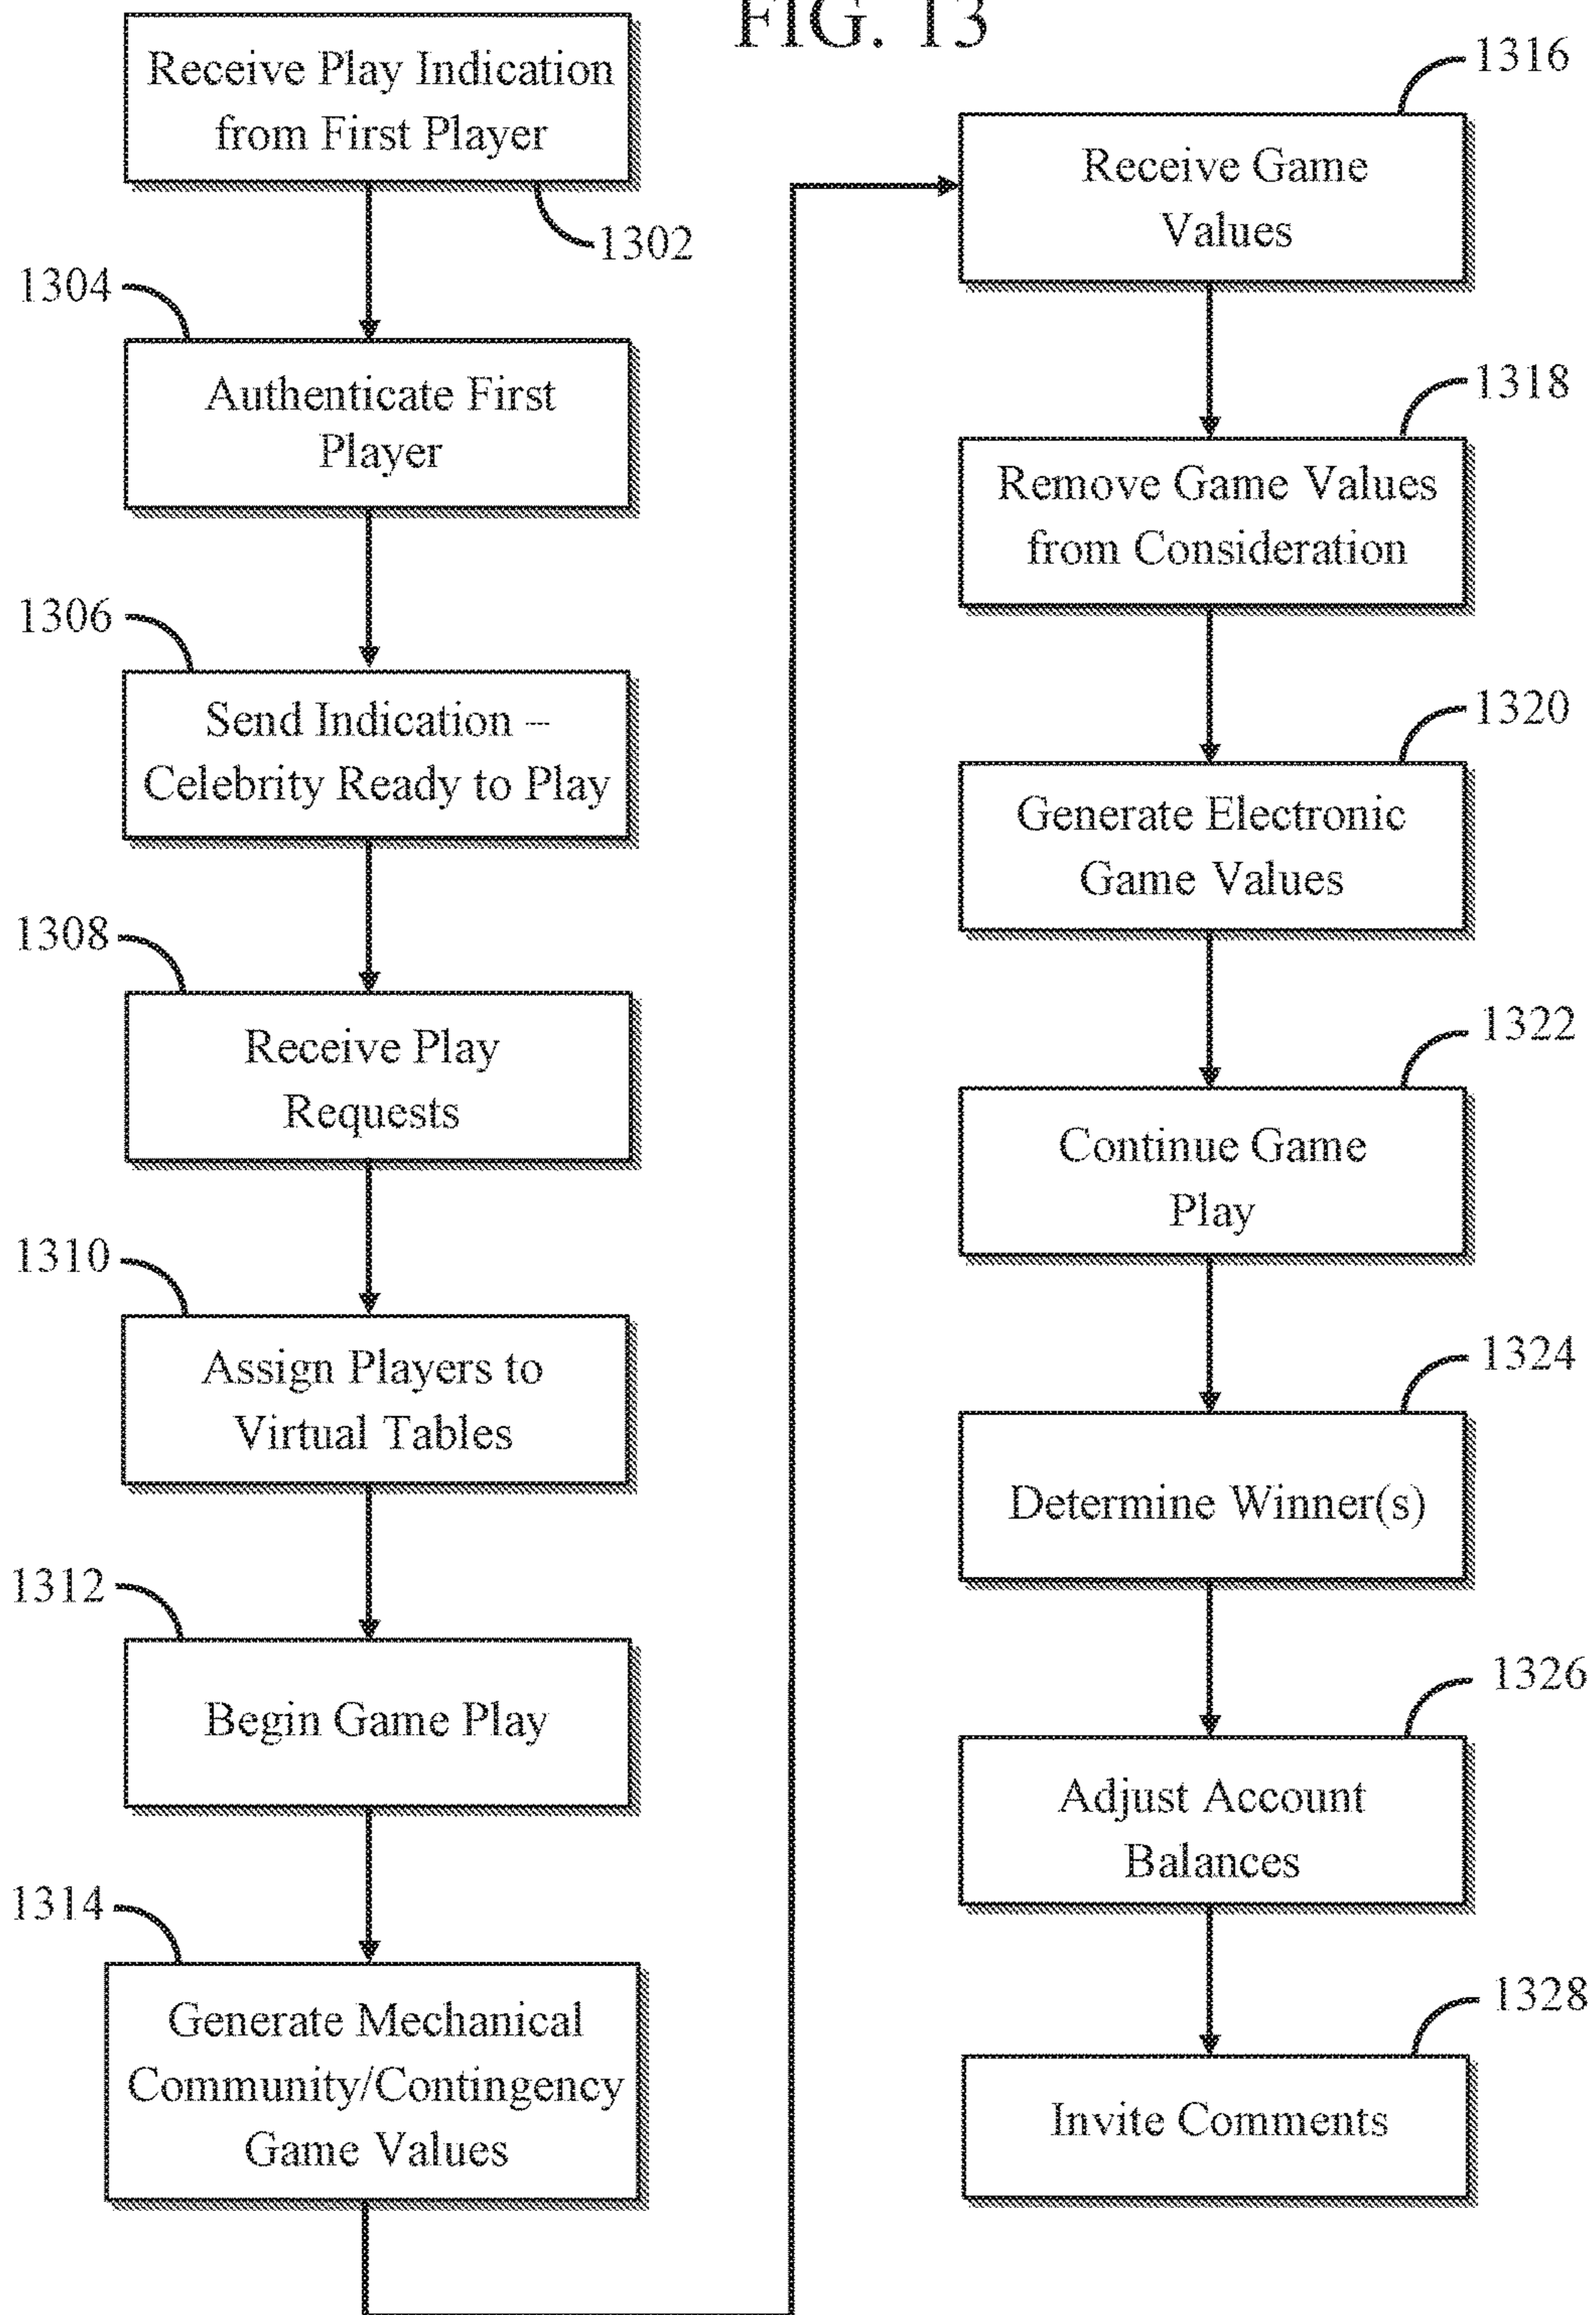 FIG. 13
Receive Play Indication
from First Player
1302
1304
Authenticate First
Player
1306
Send Indication –
Celebrity Ready to Play
1308
Receive Play
Requests
1310
Assign Players to
Virtual Tables
1312
Begin Game Play
1314
Generate Mechanical
Community/Contingency
Game Values
1316
Receive Game
Values
1318
Remove Game Values
from Consideration
1320
Generate Electronic
Game Values
1322
Continue Game
Play
1324
Determine Winner(s)
1326
Adjust Account
Balances
1328
Invite Comments